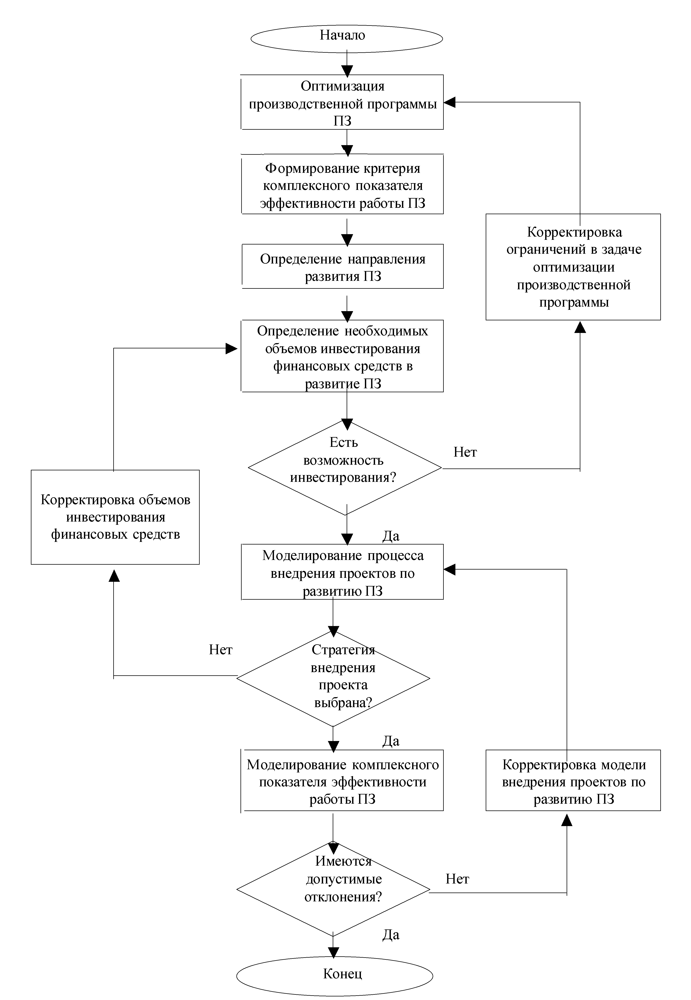 Начало
Оптимизация
производственной программы
ПЗ
Формирование критерия
комплексного показателя
эффективности работы ПЗ
Корректировка
ограничений в задаче
оптимизации
производственной
программы
Определение направления
развития ПЗ
Определение необходимых
объемов инвестирования
финансовых средств в
развитие ПЗ
Есть
возможность
инвестирования?
Нет
Корректировка объемов
инвестирования
финансовых средств
Да
Моделирование процесса
внедрения проектов по
развитию ПЗ
Нет
Стратегия
внедрения
проекта
выбрана?
Да
Моделирование комплексного
показателя эффективности
работы ПЗ
Корректировка модели
внедрения проектов по
развитию ПЗ
Имеются
допустимые
отклонения?
Нет
Да
Конец